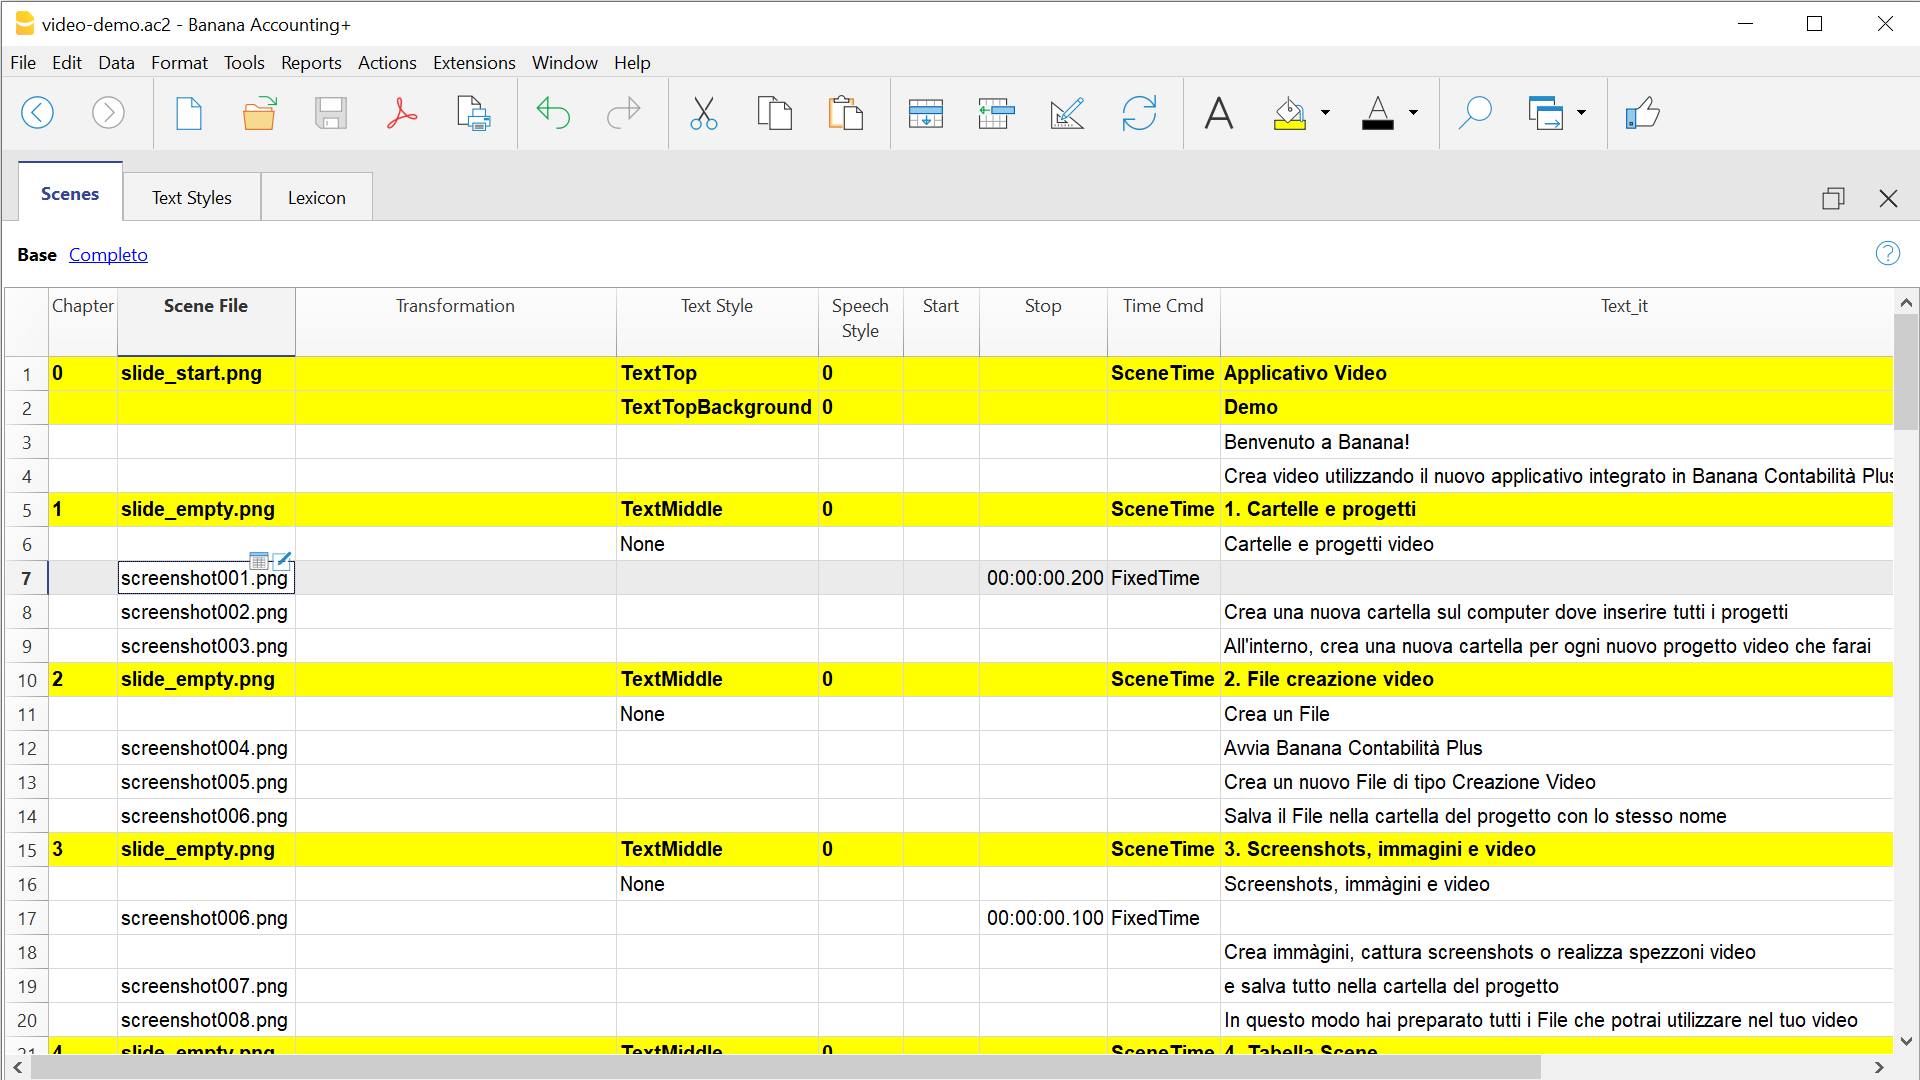 video-demo.ac2 - Banana Accounting+
File Edit Data Format Tools Reports Actions Extensions Window Help
Scenes Text Styles Lexicon
Base Completo
Chapter Scene File Transformation Text Style Speech Style Start Stop Time Cmd Text_it
1 0 slide_start.png TextTop 0 SceneTime Applicativo Video
2 TextTopBackground 0 Demo
3 Benvenuto a Banana!
4 Crea video utilizzando il nuovo applicativo integrato in Banana Contabilità Plus
5 1 slide_empty.png TextMiddle 0 SceneTime 1. Cartelle e progetti
6 None Cartelle e progetti video
7 screenshot001.png 00:00:00.200 FixedTime
8 screenshot002.png Crea una nuova cartella sul computer dove inserire tutti i progetti
9 screenshot003.png All'interno, crea una nuova cartella per ogni nuovo progetto video che farai
10 2 slide_empty.png TextMiddle 0 SceneTime 2. File creazione video
11 None Crea un File
12 screenshot004.png Avvia Banana Contabilità Plus
13 screenshot005.png Crea un nuovo File di tipo Creazione Video
14 screenshot006.png Salva il File nella cartella del progetto con lo stesso nome
15 3 slide_empty.png TextMiddle 0 SceneTime 3. Screenshots, immagini e video
16 None Screenshots, immàgini e video
17 screenshot006.png 00:00:00.100 FixedTime
18 Crea immàgini, cattura screenshots o realizza spezzoni video
19 screenshot007.png e salva tutto nella cartella del progetto
20 screenshot008.png In questo modo hai preparato tutti i File che potrai utilizzare nel tuo video
21 4 slide_empty.png TextMiddle 0 SceneTime 4. Tabella Scene